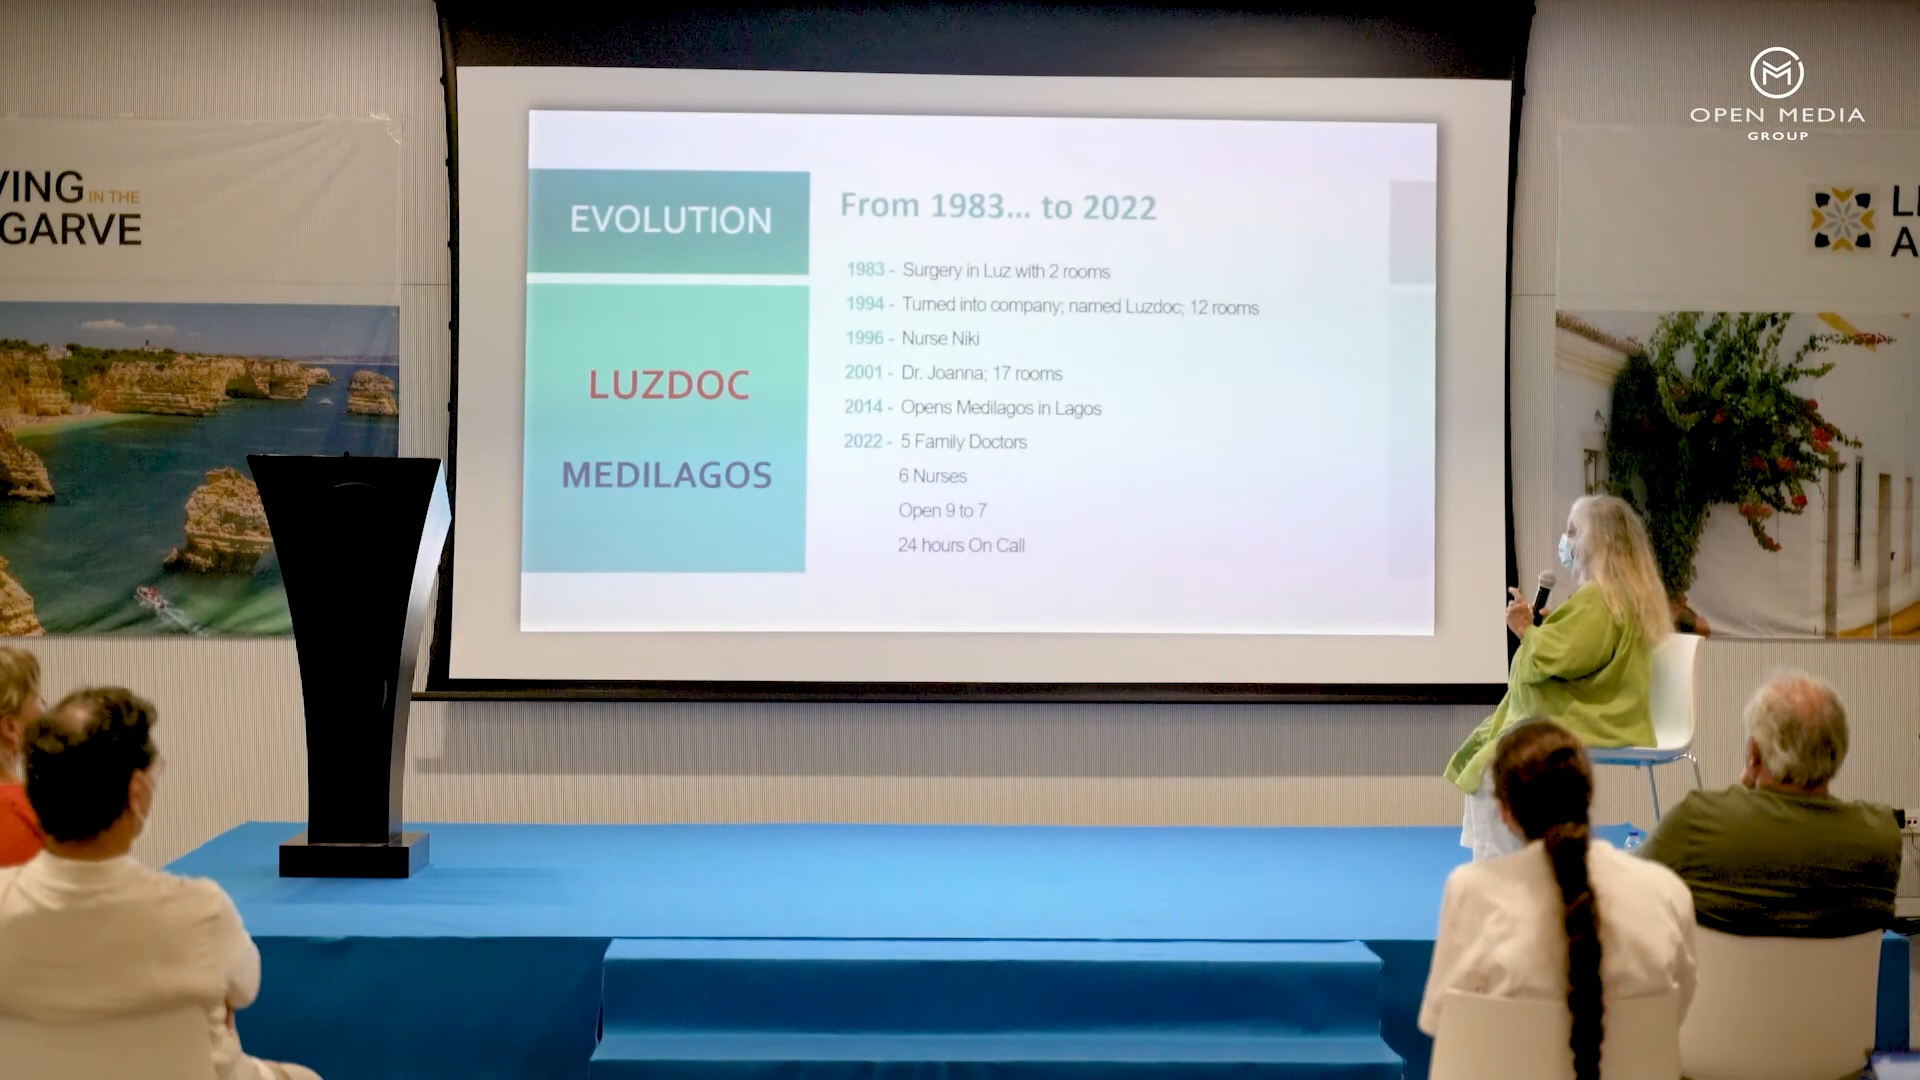 OPEN MEDIA
GROUP
VING IN THE
GARVE
EVOLUTION
LUZDOC
MEDILAGOS
From 1983... to 2022
1983 - Surgery in Luz with 2 rooms
1994 - Turned into company; named Luzdoc; 12 rooms
1996 - Nurse Niki
2001 - Dr. Joanna; 17 rooms
2014 - Opens Medilagos in Lagos
2022 - 5 Family Doctors
6 Nurses
Open 9 to 7
24 hours On Call
LI
A